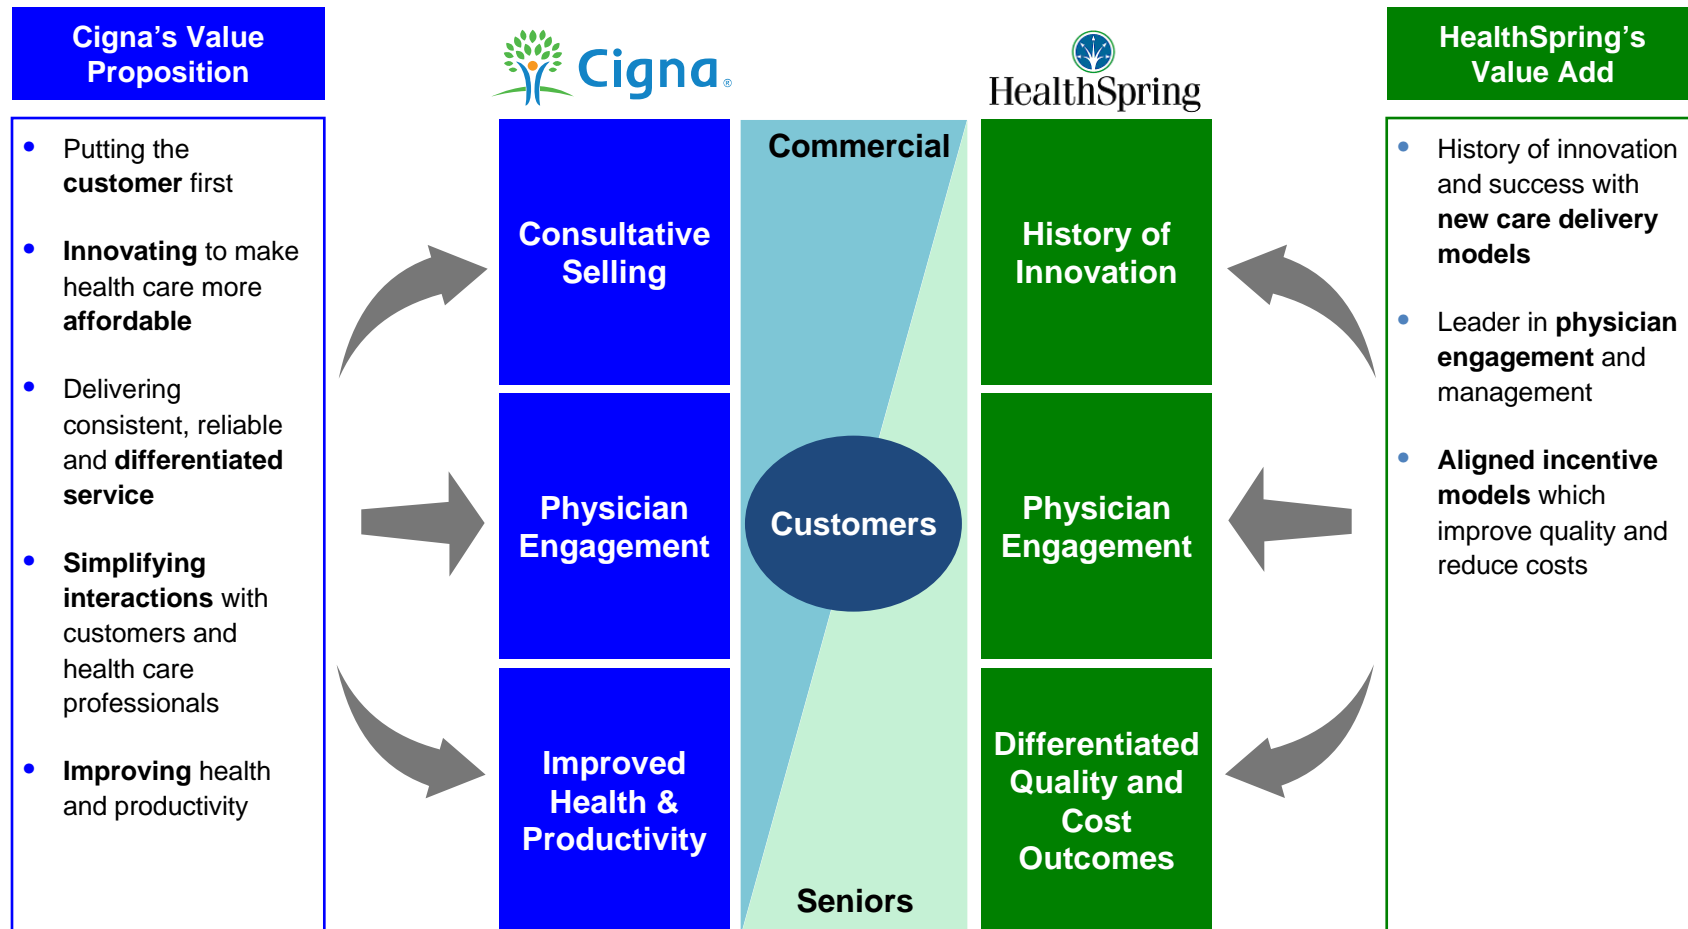 Cigna’s Value
Proposition
• Putting the
customer first
• Innovating to make
health care more
affordable
• Delivering
consistent, reliable
and differentiated
service
• Simplifying
interactions with
customers and
health care
professionals
• Improving health
and productivity
Cigna®
Consultative
Selling
Physician
Engagement
Improved
Health &
Productivity
Commercial
Customers
Seniors
HealthSpring
History of
Innovation
Physician
Engagement
Differentiated
Quality and
Cost
Outcomes
HealthSpring’s
Value Add
• History of innovation
and success with
new care delivery
models
• Leader in physician
engagement and
management
• Aligned incentive
models which
improve quality and
reduce costs